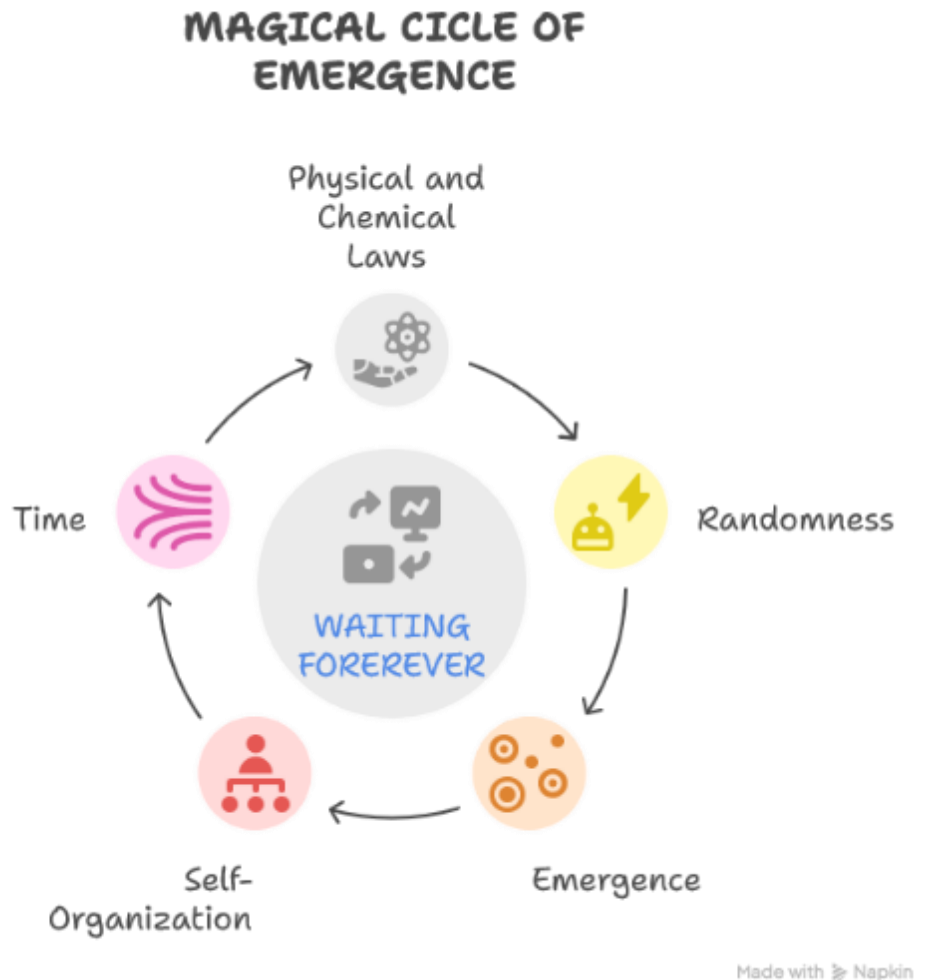 MAGICAL CICLE OF
EMERGENCE
Physical and
Chemical
Laws
Time
Randomness
WAITING
FOREREVER
Self-
Organization
Emergence
Made with Napkin